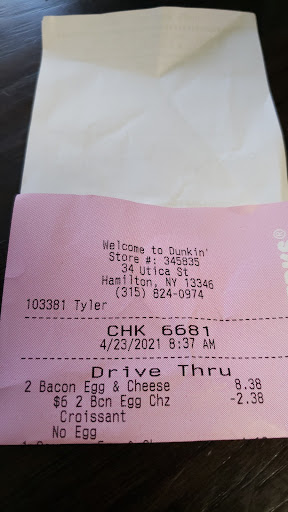 Welcome to Dunkin'
Store #: 345835
34 Utica St
Hamilton, NY 13346
(315) 824-0974
103381 Tyler
CHK 6681
4/23/2021 8:37 AM
Drive Thru
2 Bacon Egg & Cheese 8.38
$6 2 Bcn Egg Chz -2.38
Croissant
No Egg